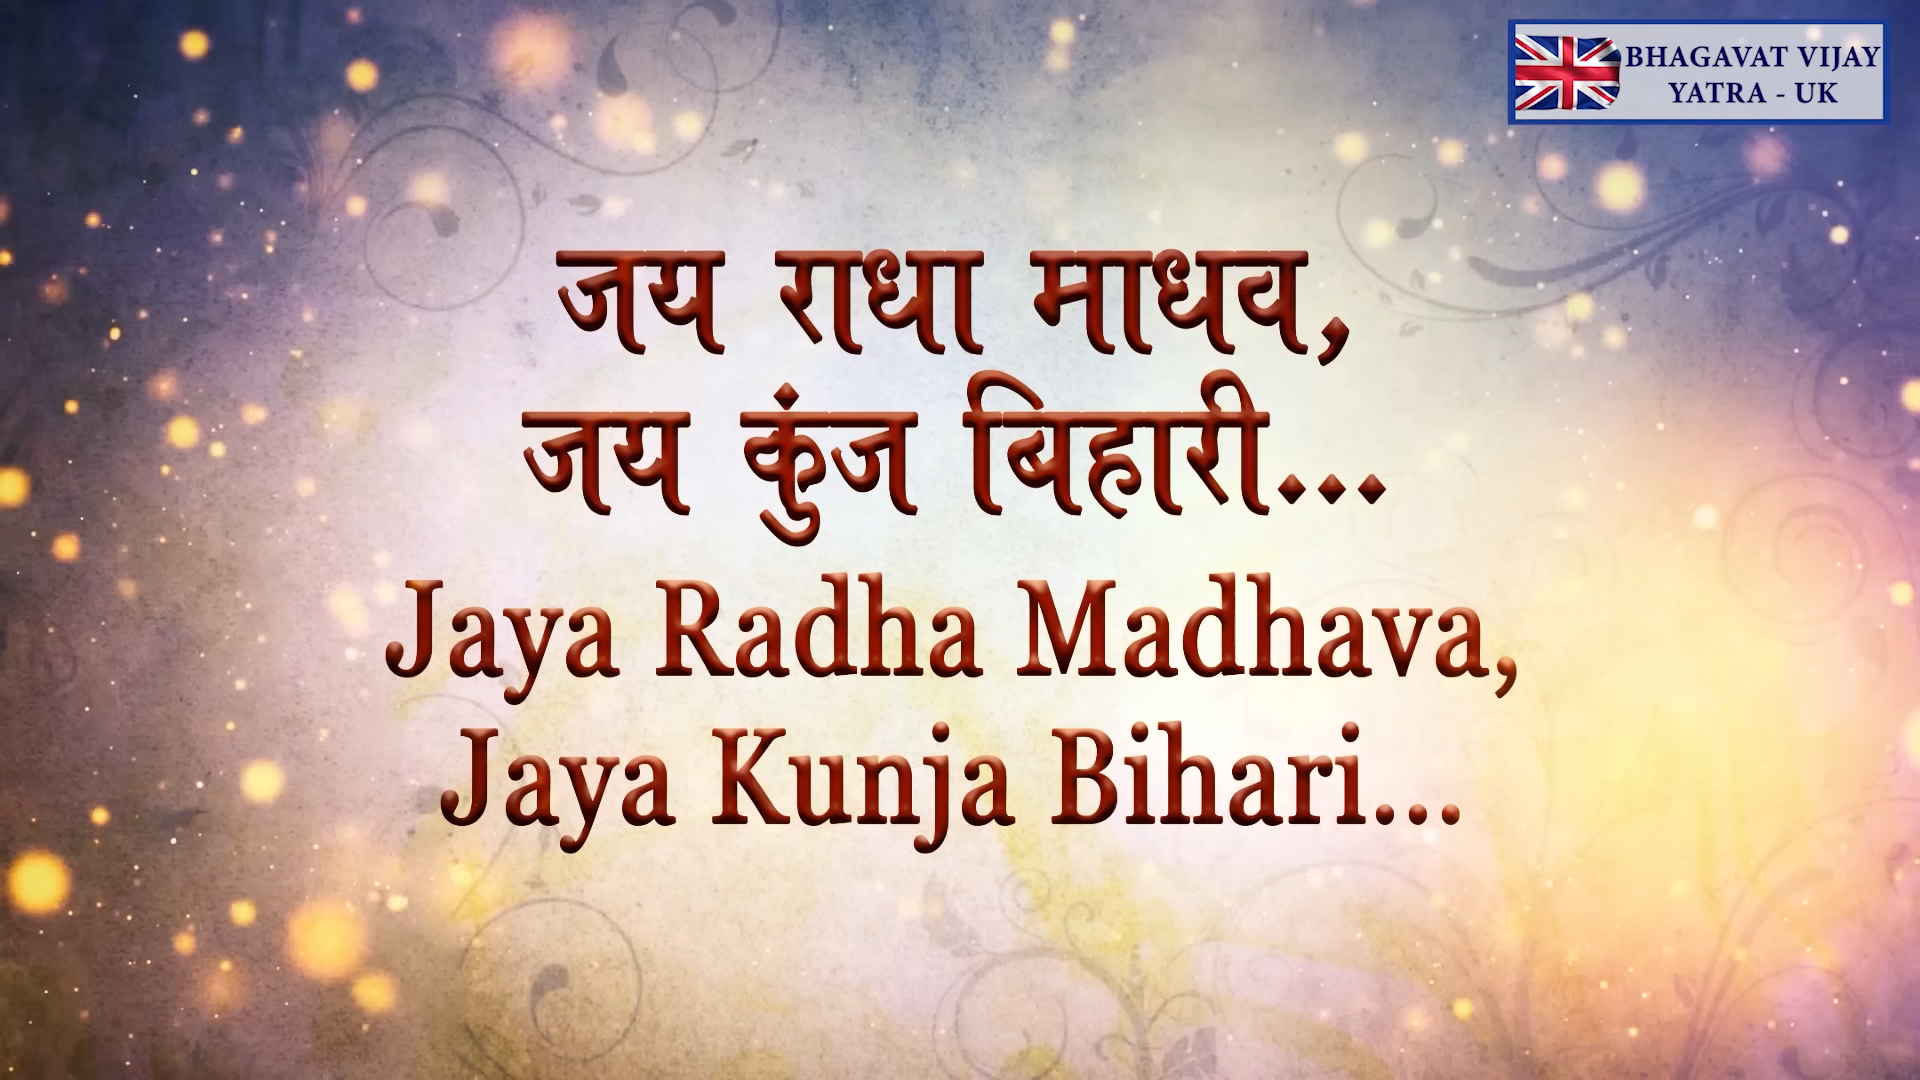 BHAGAVAT VIJAY
YATRA - UK
जय राधा माधव,
जय कुंज बिहारी...
Jaya Radha Madhava,
Jaya Kunja Bihari...